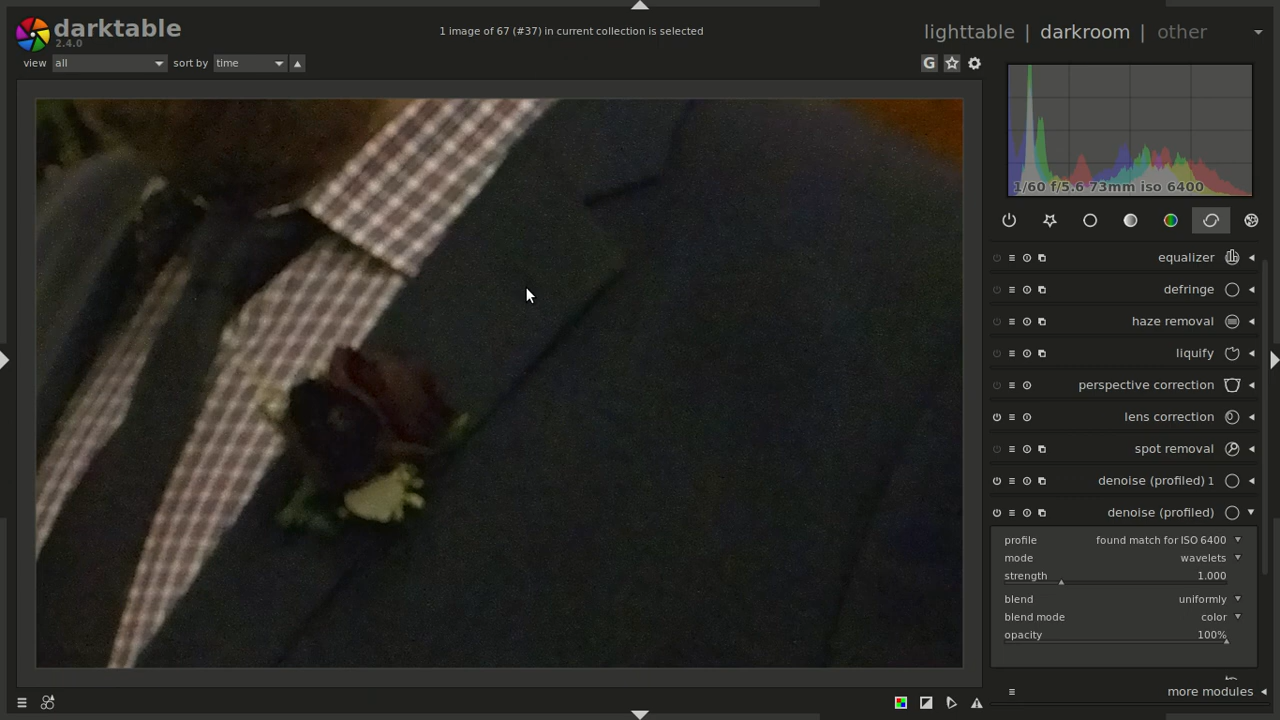 darktable
2.4.0
1 image of 67 (#37) in current collection is selected
lighttable | darkroom | other
view all sort by time
G
1/60 f/5.6 73mm iso 6400
equalizer
defringe
haze removal
liquify
perspective correction
lens correction
spot removal
denoise (profiled) 1
denoise (profiled)
profile found match for ISO 6400
mode wavelets
strength 1.000
blend uniformly
blend mode color
opacity 100%
more modules